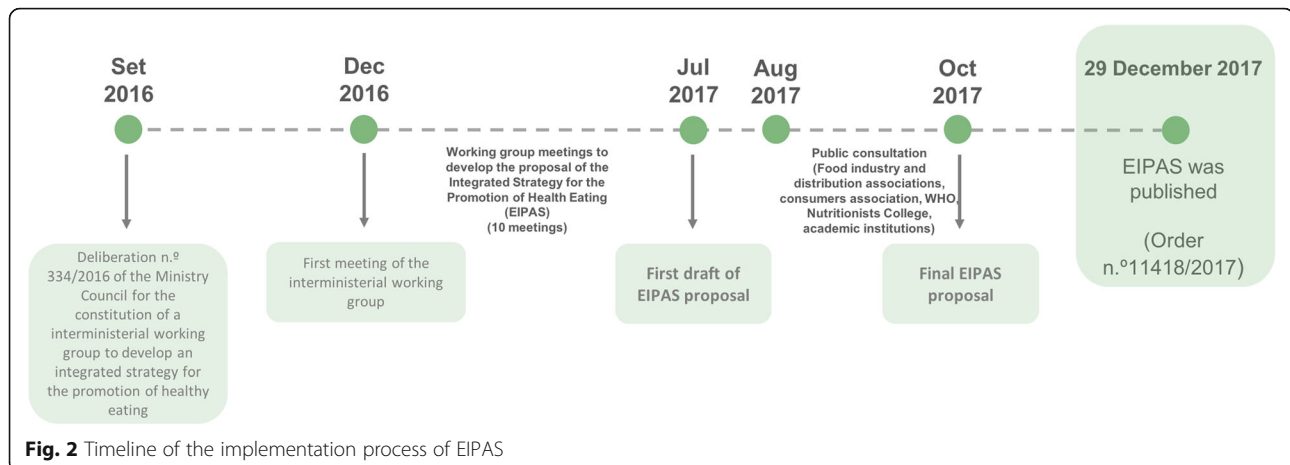 Set
2016
Dec
2016
Jul
2017
Aug
2017
Oct
2017
29 December 2017
Working group meetings to
develop the proposal of the
Integrated Strategy for the
Promotion of Health Eating
(EIPAS)
(10 meetings)
Public consultation
(Food industry and
distribution associations,
consumers association, WHO,
Nutritionists College,
academic institutions)
EIPAS was
published
(Order
n.º11418/2017)
Deliberation n.º
334/2016 of the Ministry
Council for the
constitution of a
interministerial working
group to develop an
integrated strategy for
the promotion of healthy
eating
First meeting of the
interministerial working
group
First draft of
EIPAS proposal
Final EIPAS
proposal
Fig. 2 Timeline of the implementation process of EIPAS